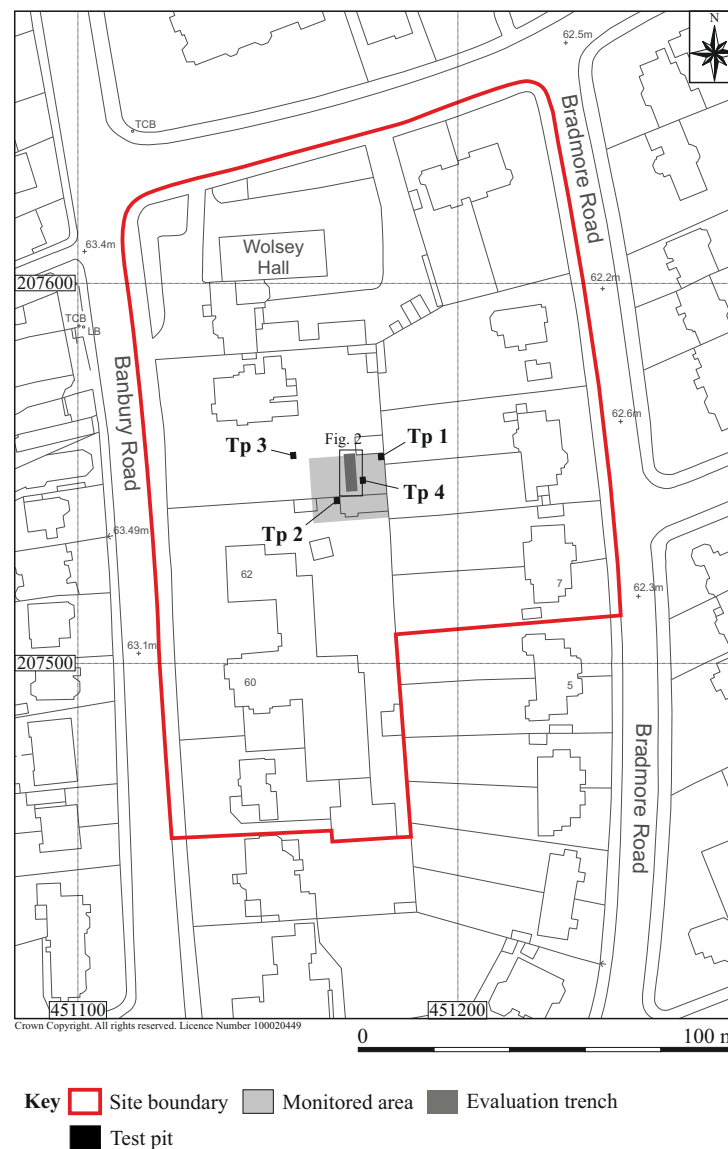 N
62.5m
TCB
Bradmore Road
63.4m
Wolsey
Hall
62.2m
207600
TCB
LB
Banbury Road
62.6m
Fig. 2
Tp 1
Tp 3
Tp 4
Tp 2
63.49m
62
7
62.3m
63.1m
207500
60
5
Bradmore Road
451100
451200
Crown Copyright. All rights reserved. Licence Number 100020449
0
100 m
Key Site boundary Monitored area Evaluation trench
Test pit